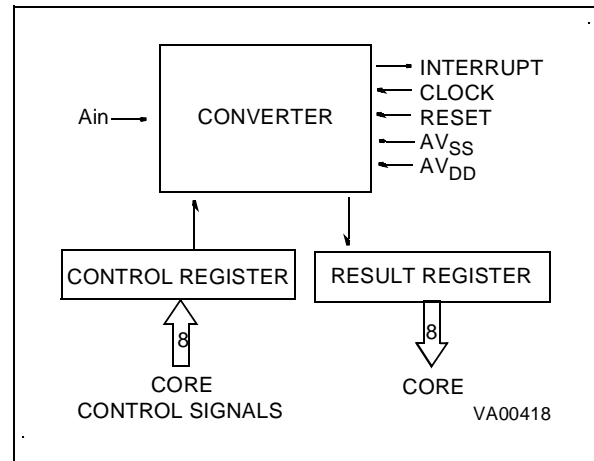 INTERRUPT
CLOCK
Ain
CONVERTER
RESET
AVSS
AVDD
CONTROL REGISTER
RESULT REGISTER
8
8
CORE
CONTROL SIGNALS
CORE
VA00418